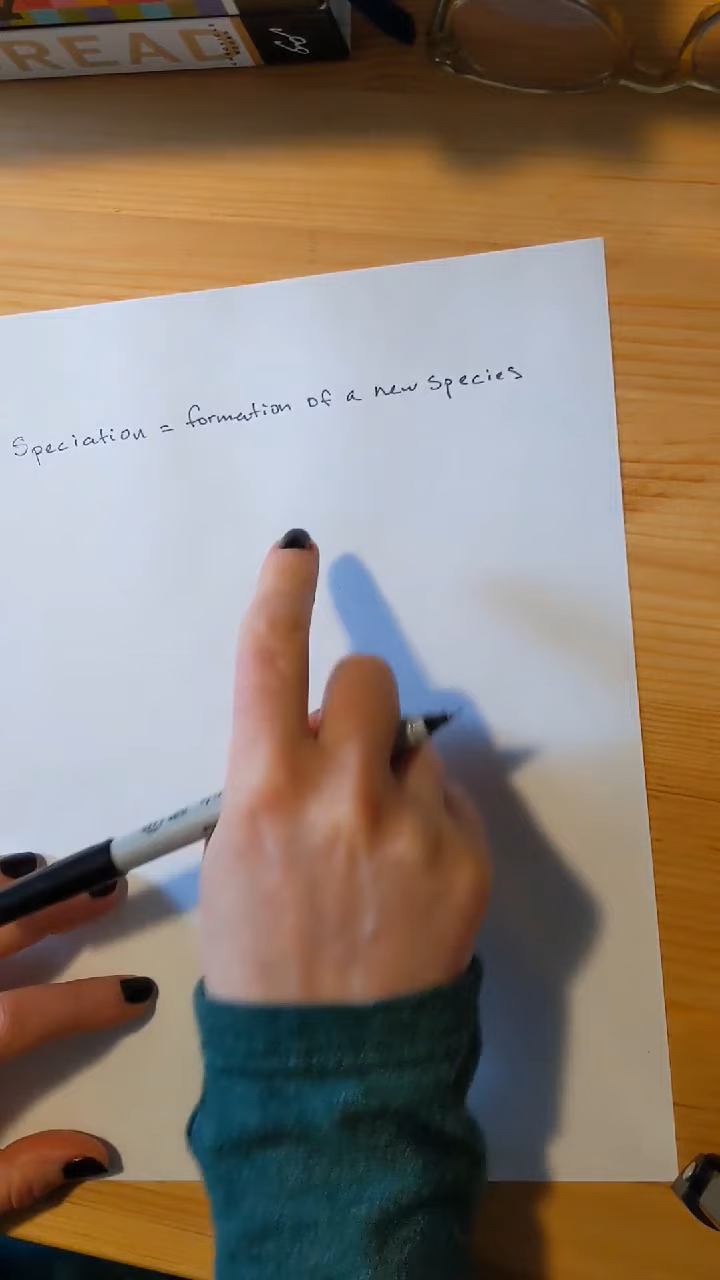 READ
Speciation = formation of a new species